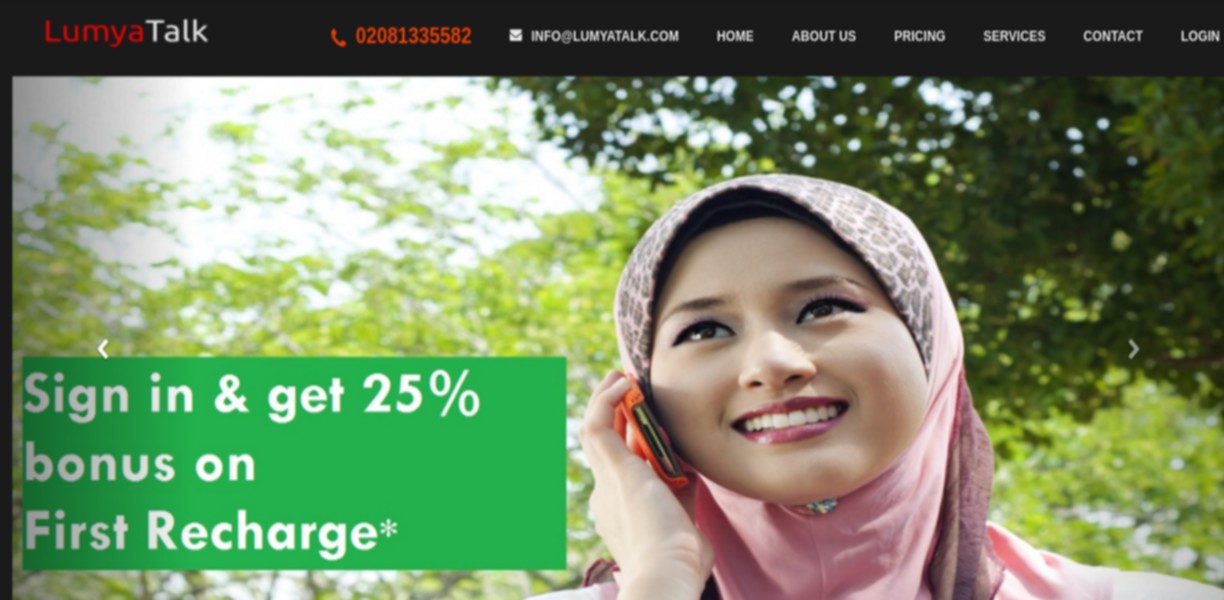 LumyaTalk
02081335582
INFO@LUMYATALK.COM
HOME
ABOUT US
PRICING
SERVICES
CONTACT
LOGIN
Sign in & get 25%
bonus on
First Recharge*